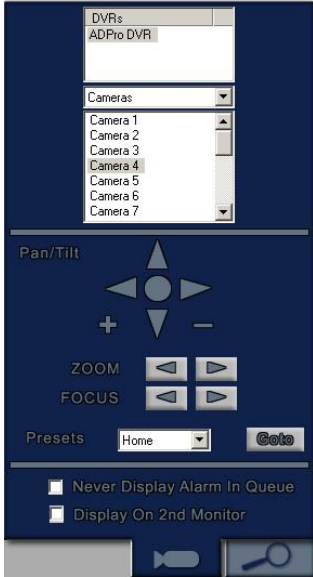 DVRs
ADPro DVR
Cameras
Camera 1
Camera 2
Camera 3
Camera 4
Camera 5
Camera 6
Camera 7
Pan/Tilt
+ −
ZOOM
FOCUS
Presets Home Goto
Never Display Alarm In Queue
Display On 2nd Monitor